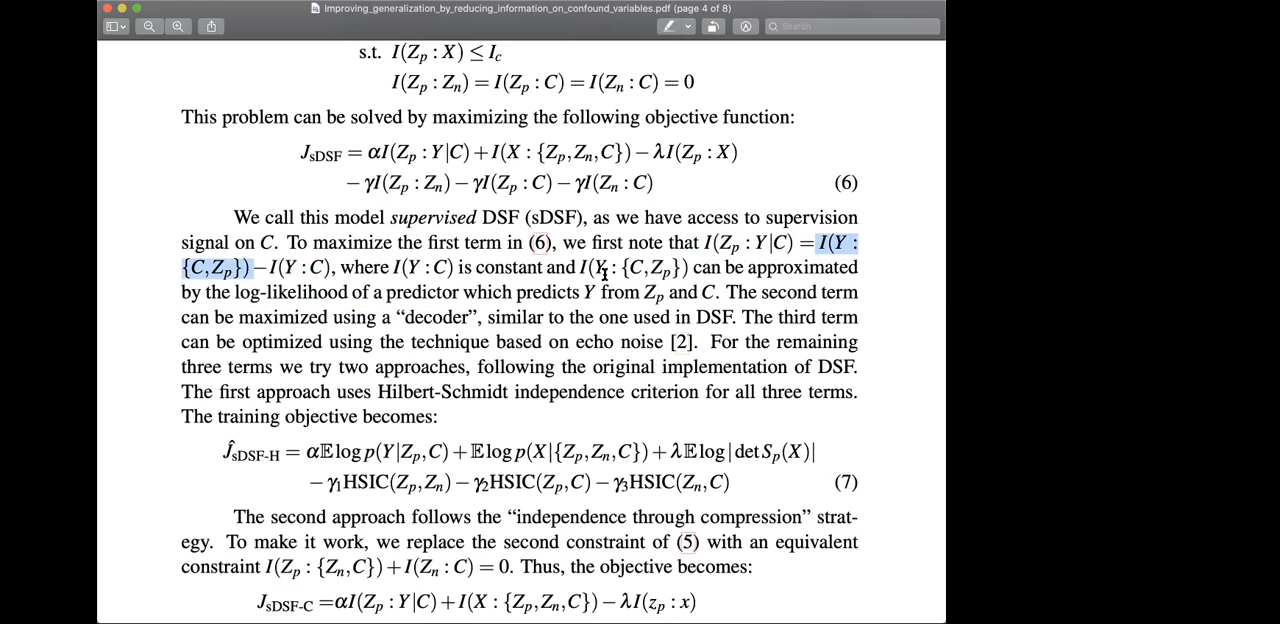 Improving_generalization_by_reducing_information_on_confound_variables.pdf (page 4 of 8)
Search
s.t. I(Z_p : X) ≤ I_c
I(Z_p : Z_n) = I(Z_p : C) = I(Z_n : C) = 0
This problem can be solved by maximizing the following objective function:
J_sDSF = αI(Z_p : Y|C) + I(X : {Z_p, Z_n, C}) − λI(Z_p : X)
− γI(Z_p : Z_n) − γI(Z_p : C) − γI(Z_n : C) (6)
We call this model supervised DSF (sDSF), as we have access to supervision
signal on C. To maximize the first term in (6), we first note that I(Z_p : Y|C) = I(Y :
{C, Z_p}) − I(Y : C), where I(Y : C) is constant and I(Y : {C, Z_p}) can be approximated
by the log-likelihood of a predictor which predicts Y from Z_p and C. The second term
can be maximized using a “decoder”, similar to the one used in DSF. The third term
can be optimized using the technique based on echo noise [2]. For the remaining
three terms we try two approaches, following the original implementation of DSF.
The first approach uses Hilbert-Schmidt independence criterion for all three terms.
The training objective becomes:
Ĵ_sDSF-H = α𝔼 log p(Y|Z_p, C) + 𝔼 log p(X|{Z_p, Z_n, C}) + λ𝔼 log |det S_p(X)|
− γ_1HSIC(Z_p, Z_n) − γ_2HSIC(Z_p, C) − γ_3HSIC(Z_n, C) (7)
The second approach follows the “independence through compression” strat-
egy. To make it work, we replace the second constraint of (5) with an equivalent
constraint I(Z_p : {Z_n, C}) + I(Z_n : C) = 0. Thus, the objective becomes:
J_sDSF-C = αI(Z_p : Y|C) + I(X : {Z_p, Z_n, C}) − λI(z_p : x)